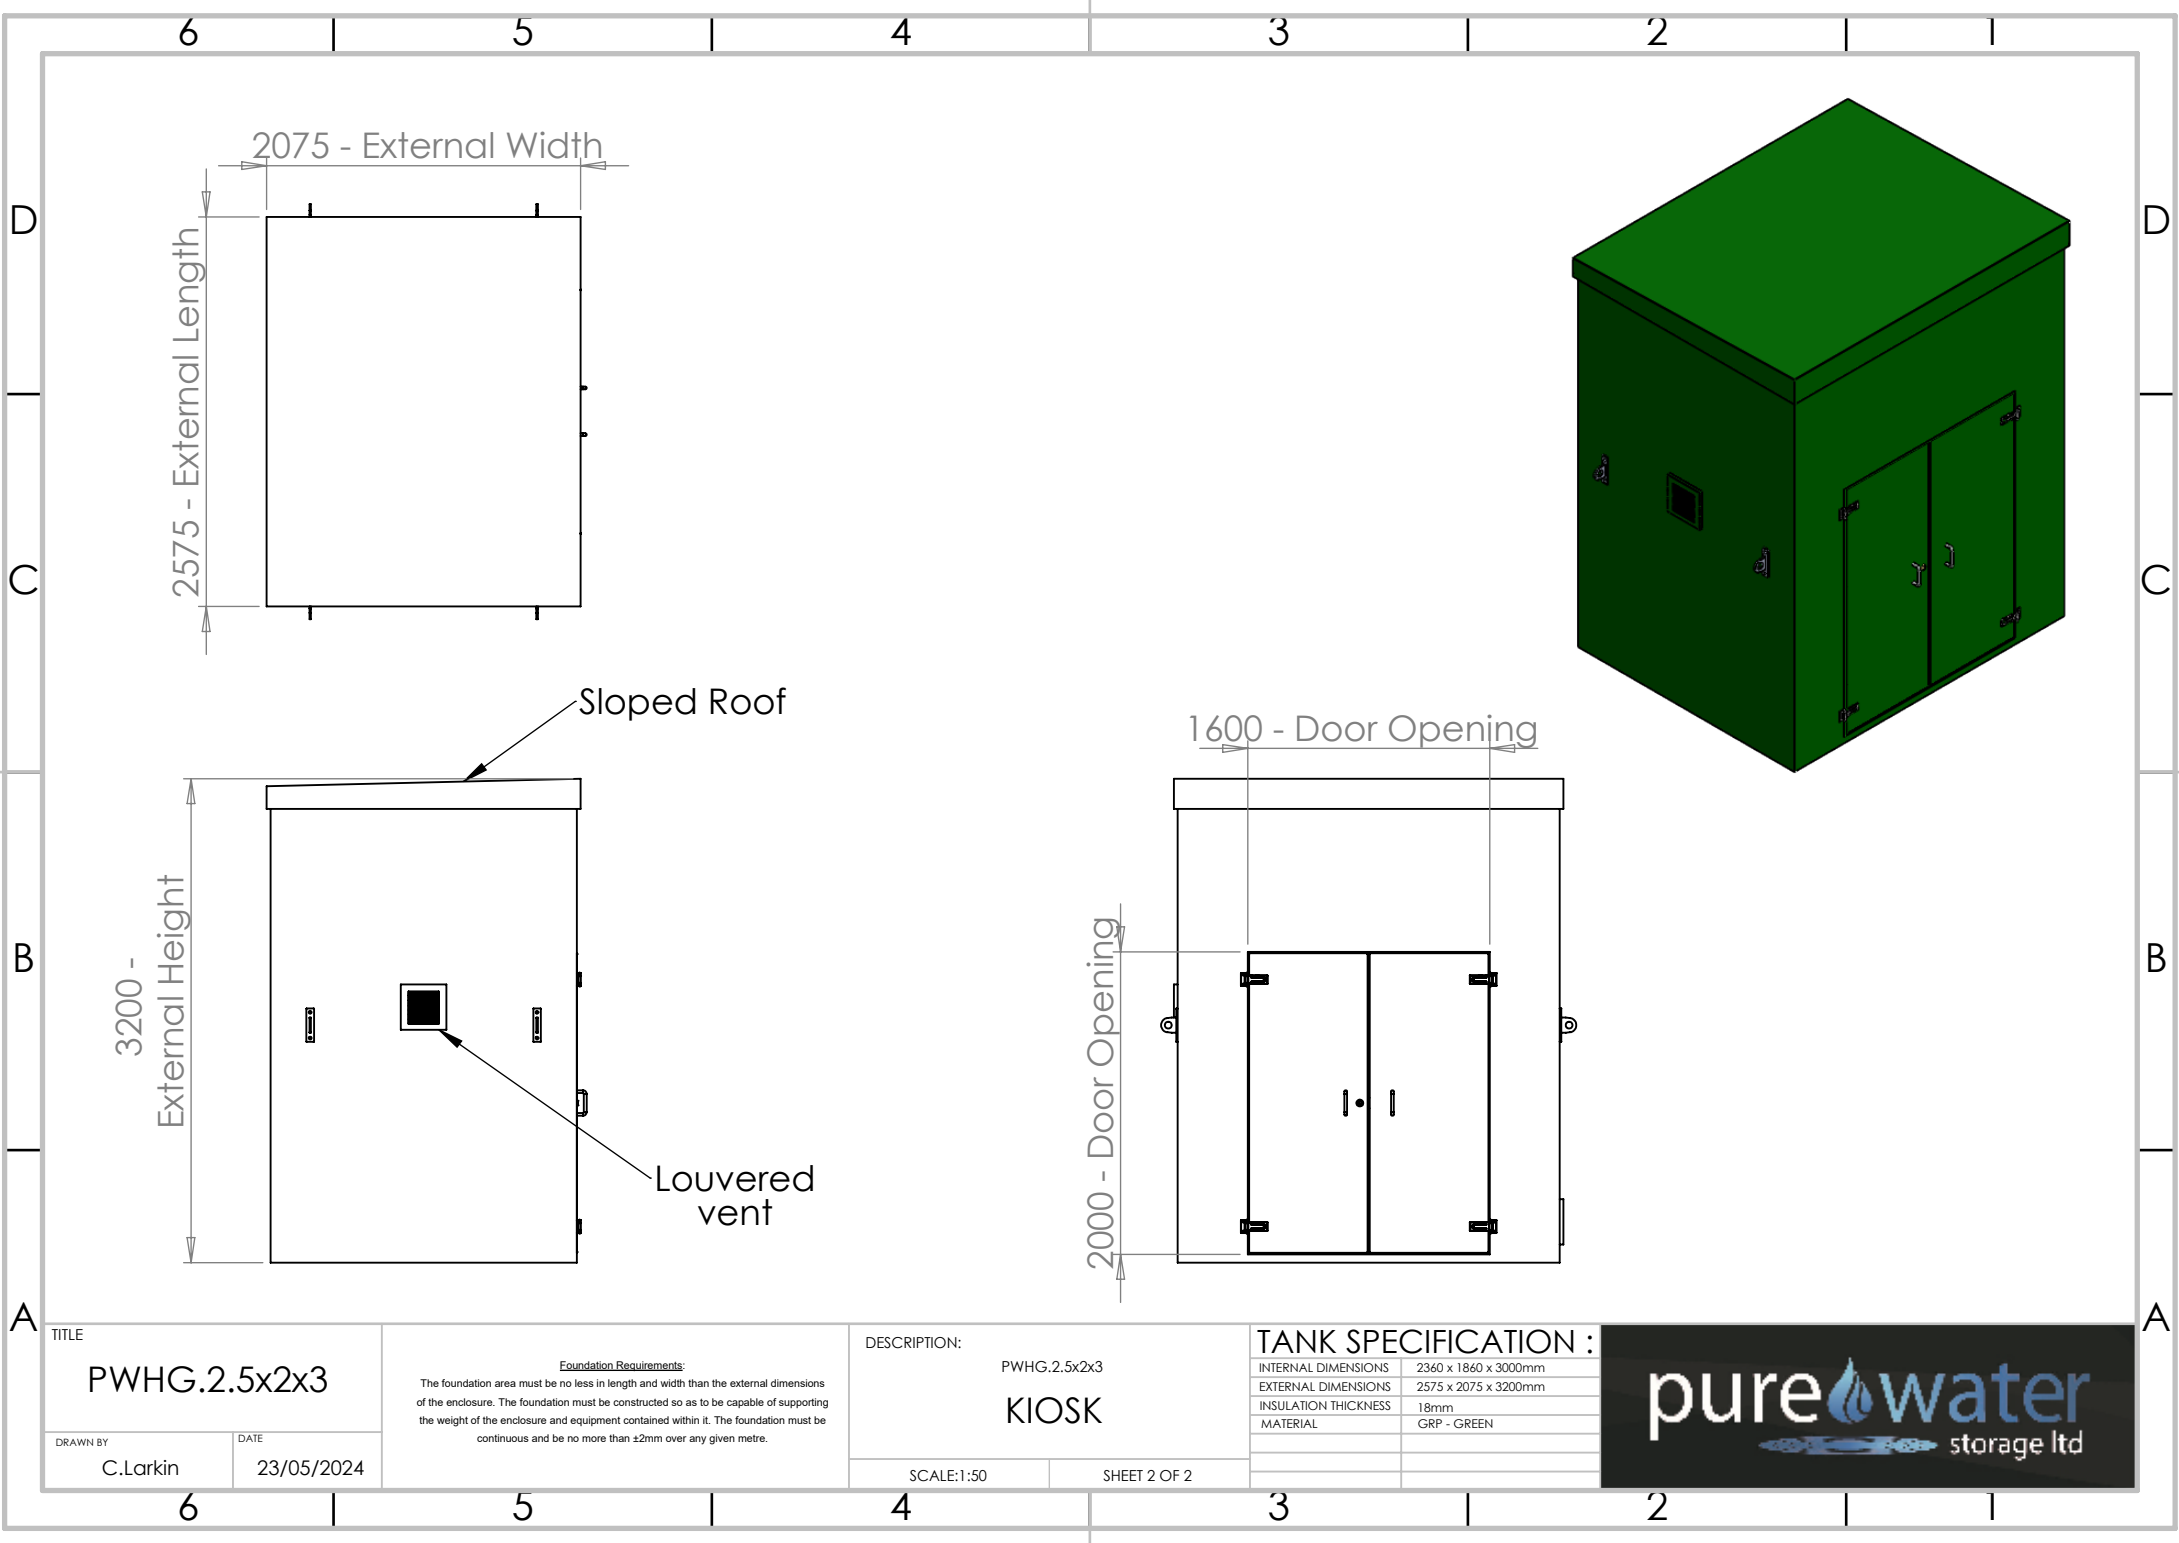 6 5 4 3 2 1
D D
C C
B B
A A
2075 - External Width
2575 - External Length
Sloped Roof
3200 -
External Height
Louvered
vent
1600 - Door Opening
2000 - Door Opening
TITLE
PWHG.2.5x2x3
DRAWN BY
C.Larkin
DATE
23/05/2024
Foundation Requirements:
The foundation area must be no less in length and width than the external dimensions
of the enclosure. The foundation must be constructed so as to be capable of supporting
the weight of the enclosure and equipment contained within it. The foundation must be
continuous and be no more than ±2mm over any given metre.
DESCRIPTION:
PWHG.2.5x2x3
KIOSK
SCALE:1:50
SHEET 2 OF 2
TANK SPECIFICATION :
INTERNAL DIMENSIONS 2360 x 1860 x 3000mm
EXTERNAL DIMENSIONS 2575 x 2075 x 3200mm
INSULATION THICKNESS 18mm
MATERIAL GRP - GREEN
pure water
storage ltd
6 5 4 3 2 1